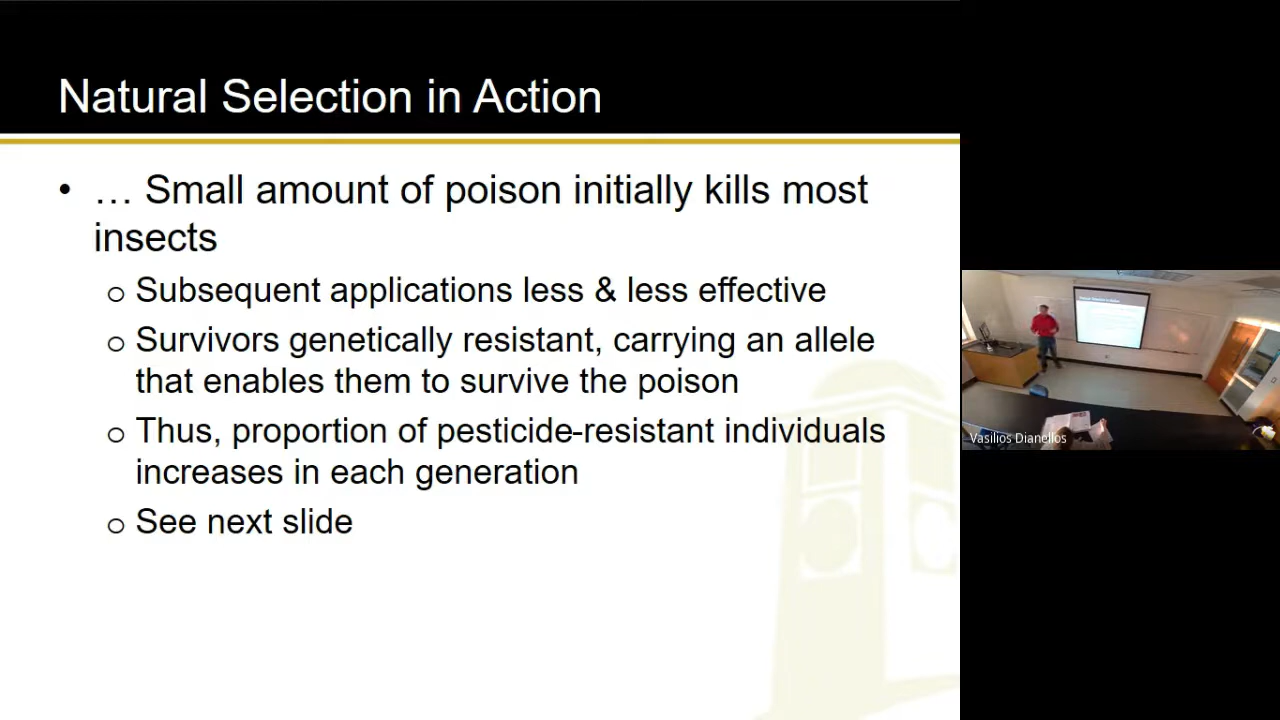 Natural Selection in Action
• … Small amount of poison initially kills most
insects
o Subsequent applications less & less effective
o Survivors genetically resistant, carrying an allele
that enables them to survive the poison
o Thus, proportion of pesticide-resistant individuals
increases in each generation
o See next slide
Vasilios Dianellos